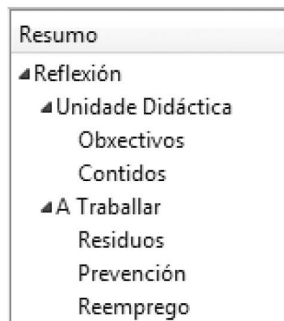 Resumo
Reflexión
Unidade Didáctica
Obxectivos
Contidos
A Traballar
Residuos
Prevención
Reemprego